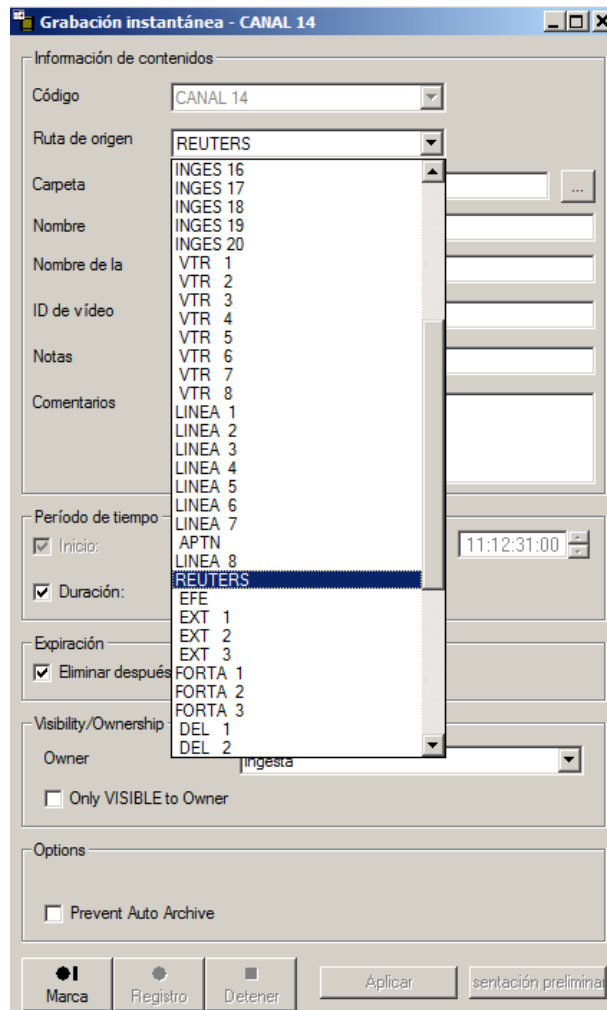 Grabación instantánea - CANAL 14
Información de contenidos
Código CANAL 14
Ruta de origen REUTERS
Carpeta ...
Nombre
Nombre de la
ID de vídeo
Notas
Comentarios
INGES 16
INGES 17
INGES 18
INGES 19
INGES 20
VTR 1
VTR 2
VTR 3
VTR 4
VTR 5
VTR 6
VTR 7
VTR 8
LINEA 1
LINEA 2
LINEA 3
LINEA 4
LINEA 5
LINEA 6
LINEA 7
APTN
LINEA 8
REUTERS
EFE
EXT 1
EXT 2
EXT 3
FORTA 1
FORTA 2
FORTA 3
DEL 1
DEL 2
Período de tiempo
Inicio: 11:12:31:00
Duración:
Expiración
Eliminar después
Visibility/Ownership
Owner Ingesta
Only VISIBLE to Owner
Options
Prevent Auto Archive
Marca Registro Detener Aplicar sentación preliminar